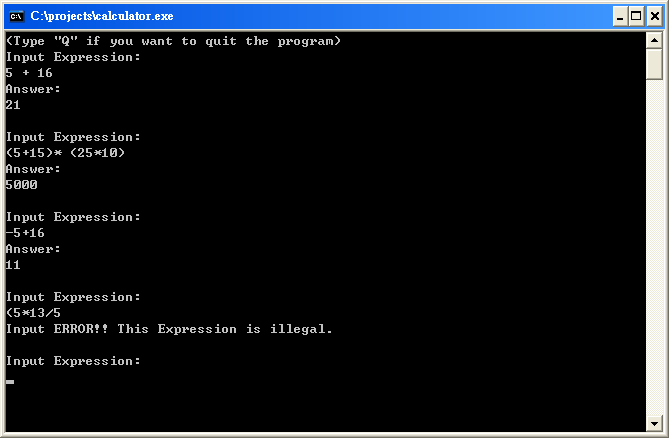 C:\projects\calculator.exe
(Type "Q" if you want to quit the program)
Input Expression:
5 + 16
Answer:
21
Input Expression:
(5+15)* (25*10)
Answer:
5000
Input Expression:
-5+16
Answer:
11
Input Expression:
(5*13/5
Input ERROR!! This Expression is illegal.
Input Expression: